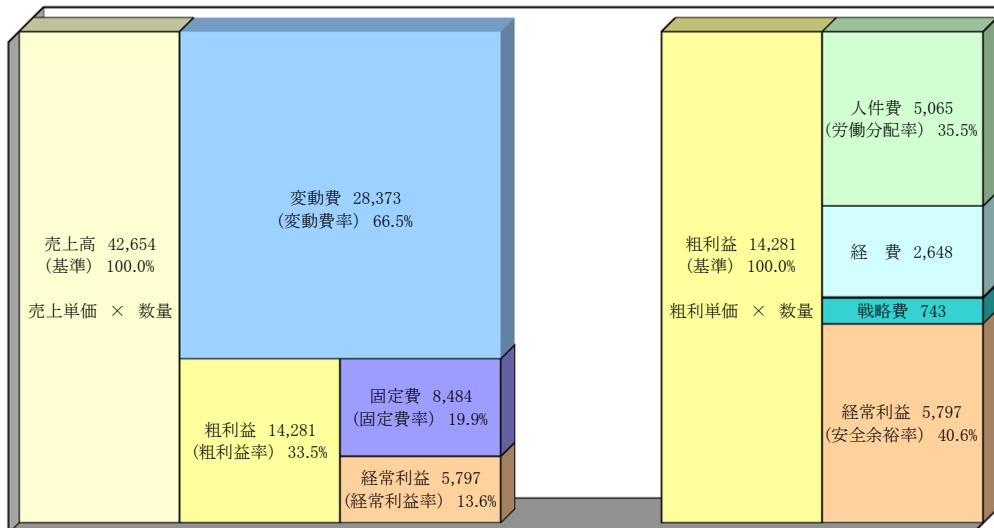 売上高 42,654
(基準) 100.0%
売上単価 × 数量
変動費 28,373
(変動費率) 66.5%
粗利益 14,281
(粗利益率) 33.5%
固定費 8,484
(固定費率) 19.9%
経常利益 5,797
(経常利益率) 13.6%
粗利益 14,281
(基準) 100.0%
粗利単価 × 数量
人件費 5,065
(労働分配率) 35.5%
経　費 2,648
戦略費 743
経常利益 5,797
(安全余裕率) 40.6%